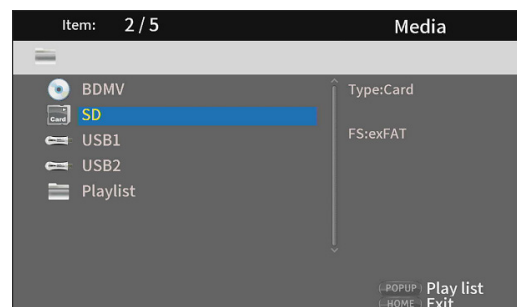 Item: 2/5 Media
BDMV
Type:Card
Card
SD
FS:exFAT
USB1
USB2
Playlist
POPUP Play list
HOME Exit